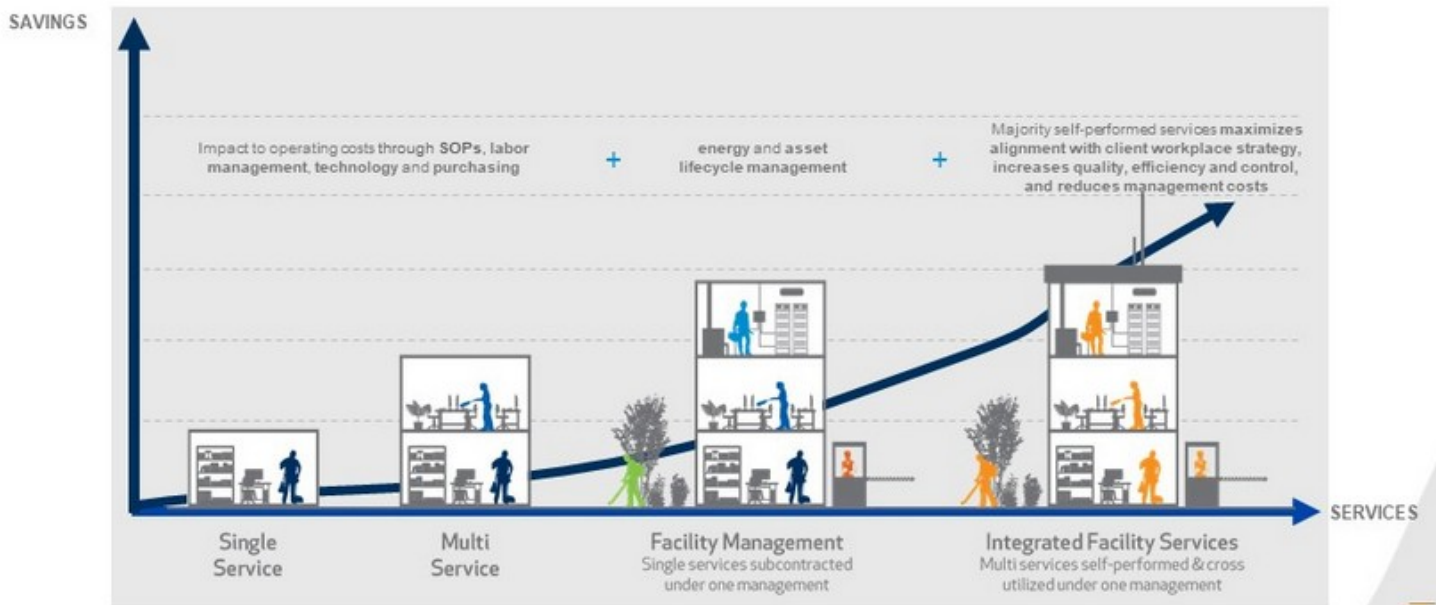 SAVINGS
Impact to operating costs through SOPs, labor
management, technology and purchasing
+
energy and asset
lifecycle management
+
Majority self-performed services maximizes
alignment with client workplace strategy,
increases quality, efficiency and control,
and reduces management costs
SERVICES
Single
Service
Multi
Service
Facility Management
Single services subcontracted
under one management
Integrated Facility Services
Multi services self-performed & cross
utilized under one management